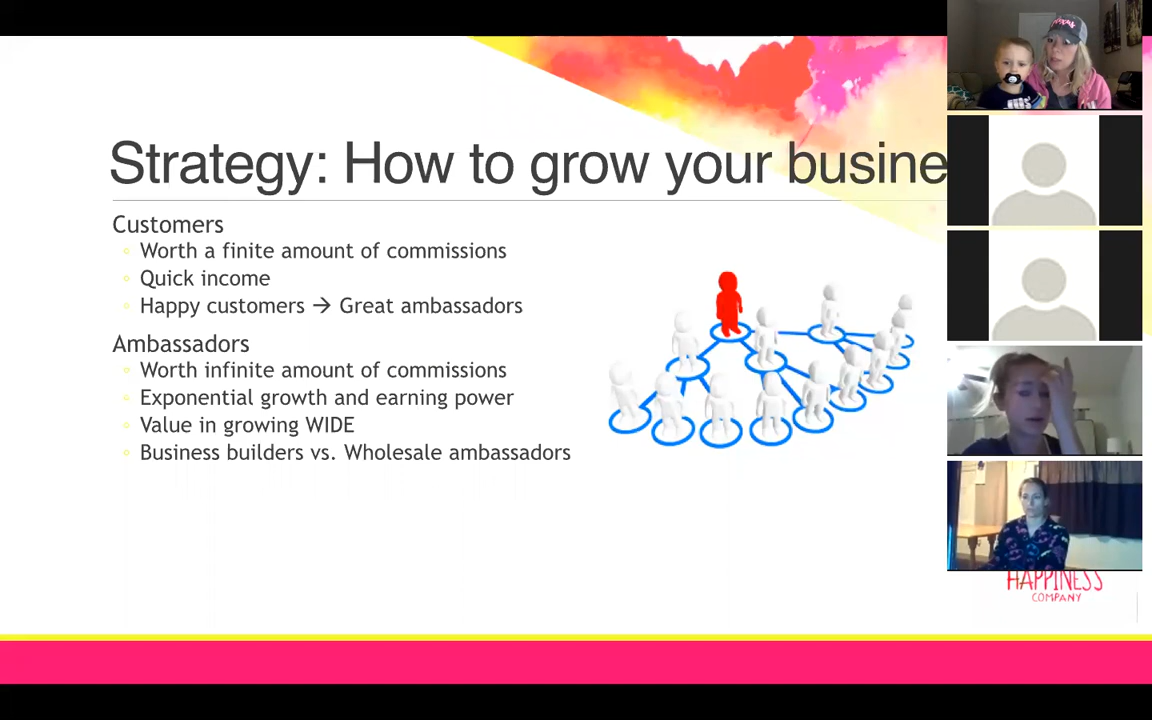 Strategy: How to grow your busine
Customers
◦ Worth a finite amount of commissions
◦ Quick income
◦ Happy customers → Great ambassadors
Ambassadors
◦ Worth infinite amount of commissions
◦ Exponential growth and earning power
◦ Value in growing WIDE
◦ Business builders vs. Wholesale ambassadors
HAPPINESS
COMPANY